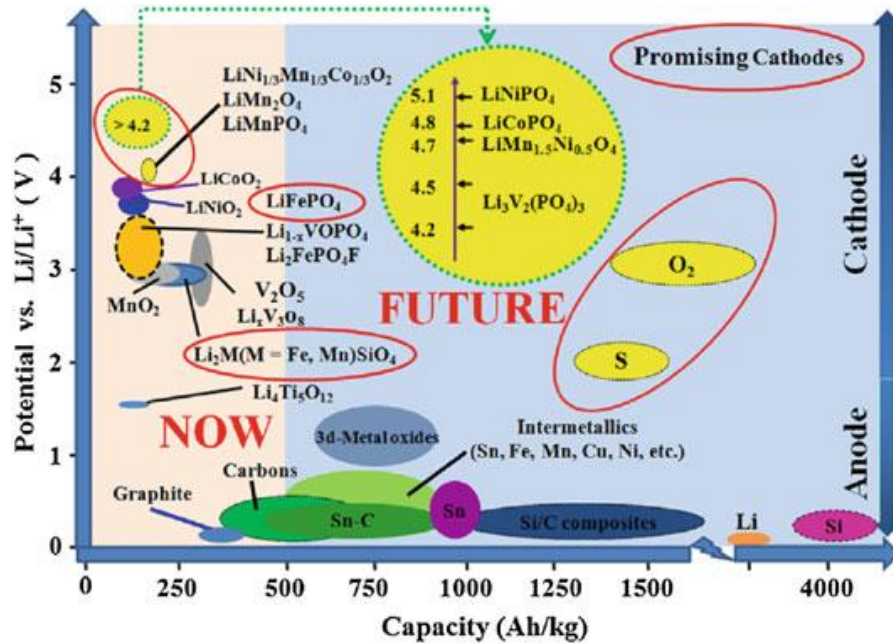 Promising Cathodes
LiNi1/3Mn1/3Co1/3O2
LiMn2O4
LiMnPO4
> 4.2
LiCoO2
LiNiO2
LiFePO4
Li1-xVOPO4
Li2FePO4F
MnO2
V2O5
LixV3o8
Li2M(M = Fe, Mn)SiO4
Li4Ti5O12
5.1 LiNiPO4
4.8 LiCoPO4
4.7 LiMn1.5Ni0.5O4
4.5
Li3V2(PO4)3
4.2
O2
S
FUTURE
NOW
3d-Metal oxides
Intermetallics
(Sn, Fe, Mn, Cu, Ni, etc.)
Carbons
Graphite
Sn-C
Sn
Si/C composites
Li
Si
Cathode
Anode
Potential vs. Li/Li+ ( V )
5
4
3
2
1
0
0 250 500 750 1000 1250 1500 4000
Capacity (Ah/kg)